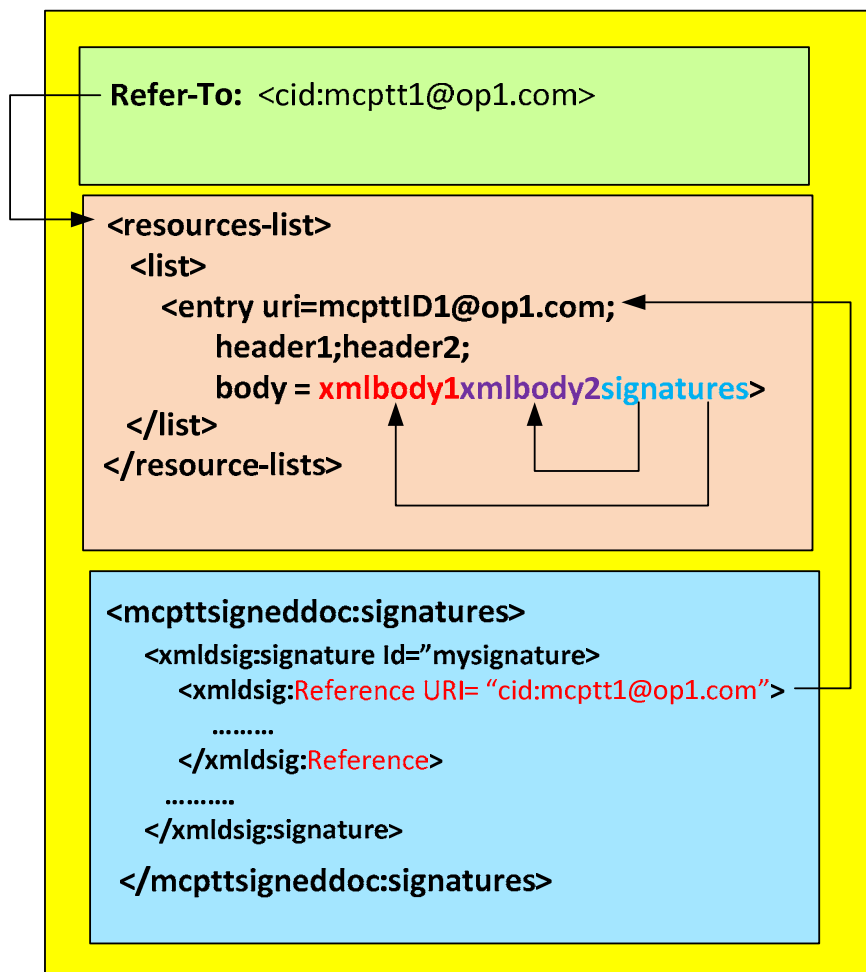 Refer-To: <cid:mcptt1@op1.com>
<resources-list>
<list>
<entry uri=mcpttID1@op1.com;
header1;header2;
body = xmlbody1xmlbody2signatures>
</list>
</resource-lists>
<mcpttsigneddoc:signatures>
<xmldsig:signature Id=”mysignature>
<xmldsig:Reference URI= “cid:mcptt1@op1.com”>
………
</xmldsig:Reference>
……….
</xmldsig:signature>
</mcpttsigneddoc:signatures>